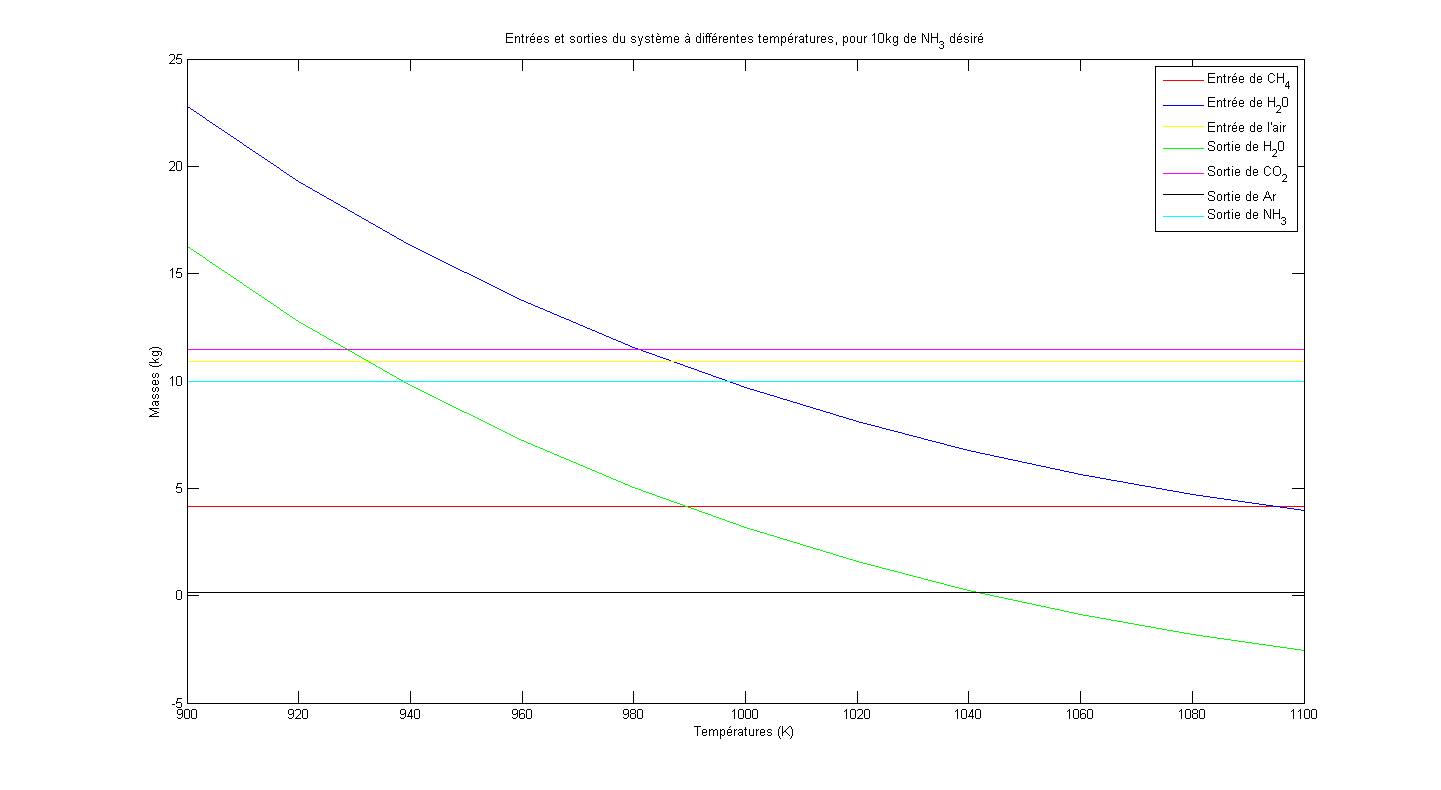 Entrées et sorties du système à différentes températures, pour 10kg de NH3 désiré
25
20
15
10
5
0
-5
Masses (kg)
Entrée de CH4
Entrée de H20
Entrée de l'air
Sortie de H20
Sortie de CO2
Sortie de Ar
Sortie de NH3
900 920 940 960 980 1000 1020 1040 1060 1080 1100
Températures (K)